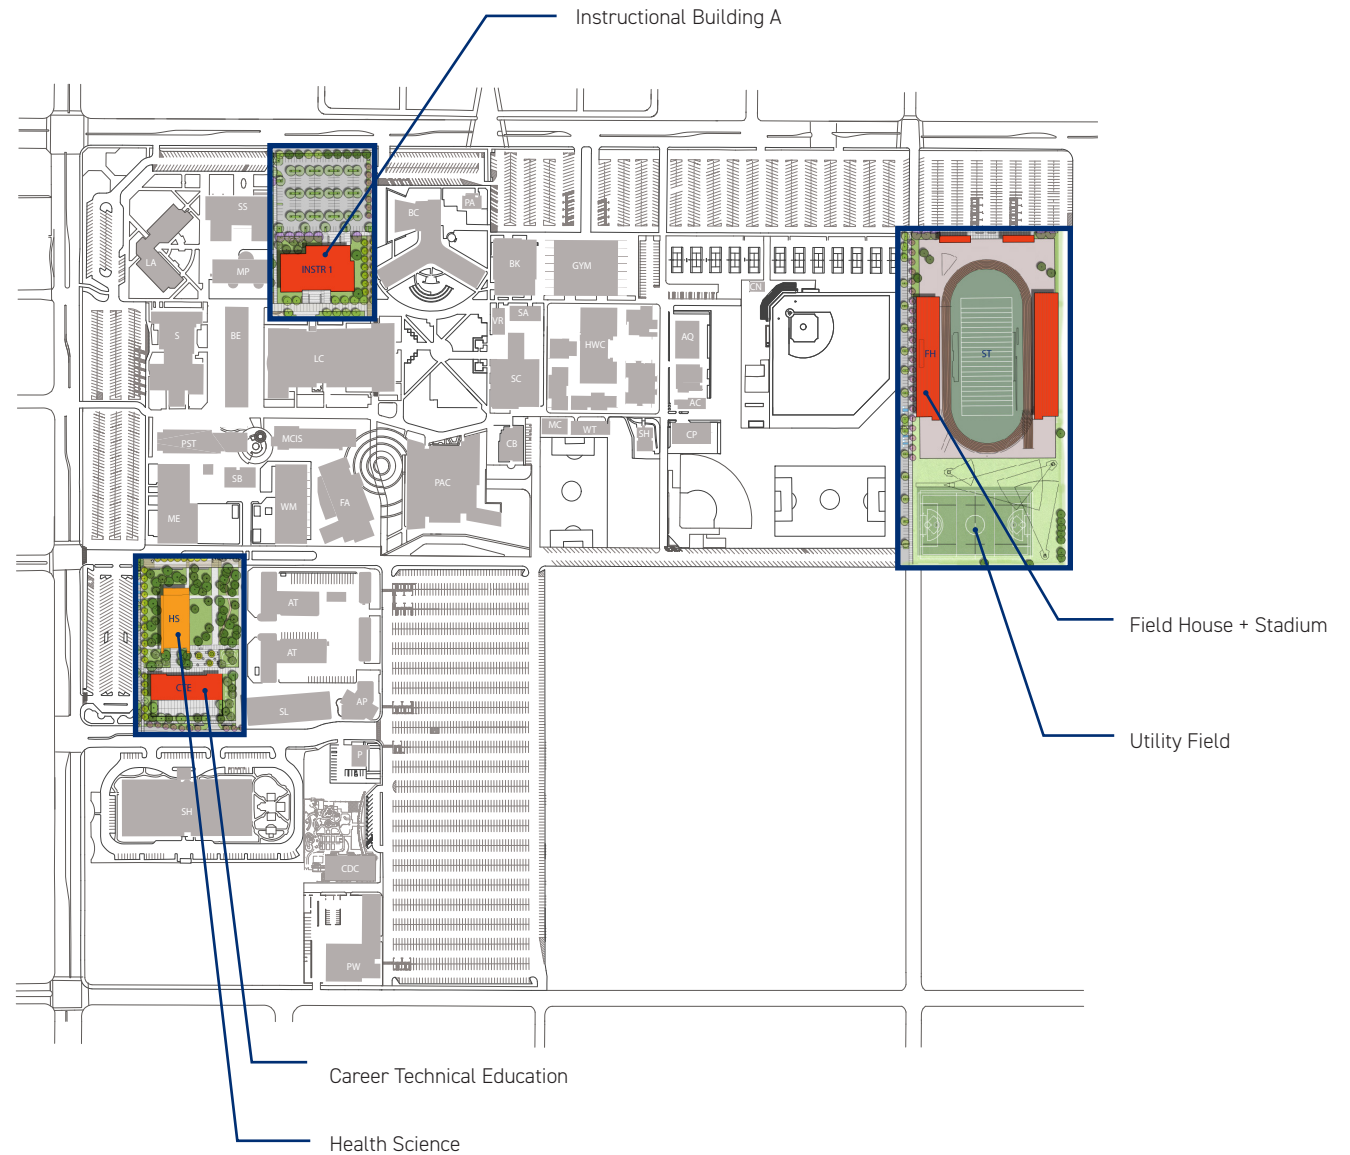 Instructional Building A
PA
SS
BC
LA
MP
INSTR 1
BK
GYM
CN
VR
SA
S
BE
LC
HWC
AQ
SC
FH
ST
AC
MC
WT
SH
CP
PST
MCIS
CB
SB
PAC
ME
WM
FA
HS
AT
AT
Field House + Stadium
CTE
AP
SL
Utility Field
P
SH
CDC
PW
Career Technical Education
Health Science